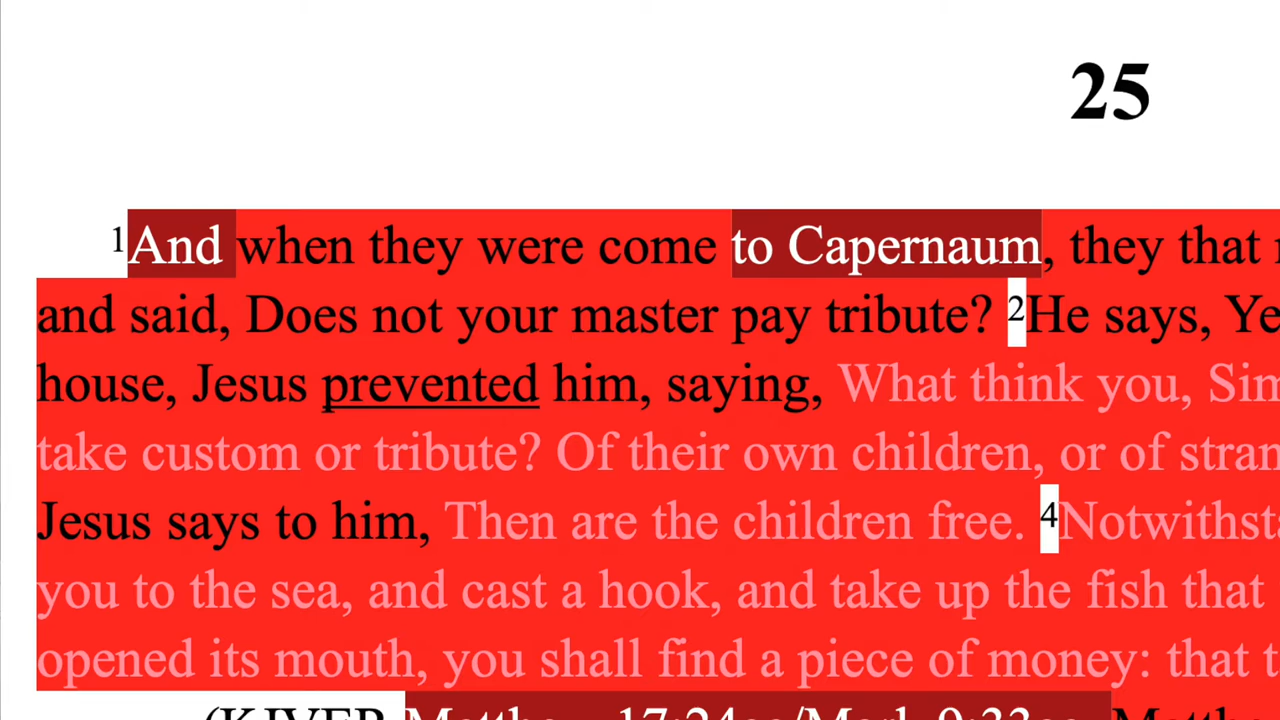 25
1And when they were come to Capernaum, they that
and said, Does not your master pay tribute? 2He says,
house, Jesus prevented him, saying, What think you,
take custom or tribute? Of their own children, or of
Jesus says to him, Then are the children free. 4
you to the sea, and cast a hook, and take up the fish that
opened its mouth, you shall find a piece of money: that